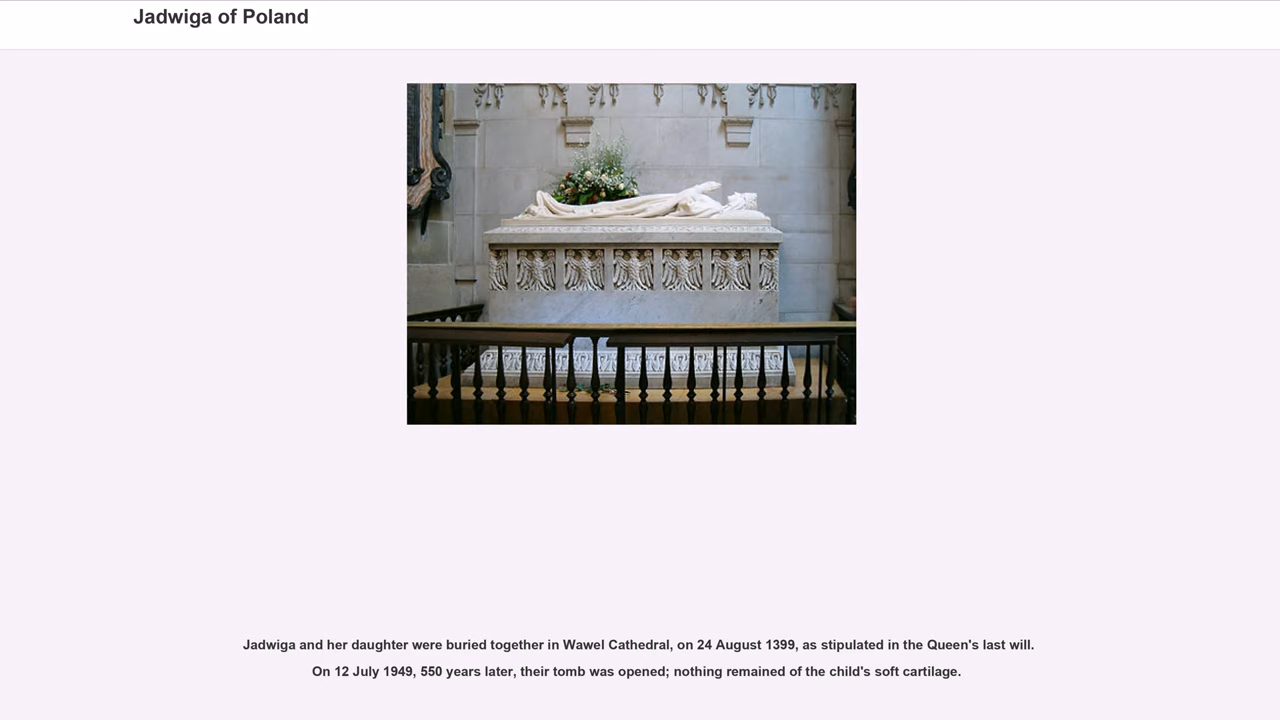 Jadwiga of Poland
Jadwiga and her daughter were buried together in Wawel Cathedral, on 24 August 1399, as stipulated in the Queen's last will.
On 12 July 1949, 550 years later, their tomb was opened; nothing remained of the child's soft cartilage.